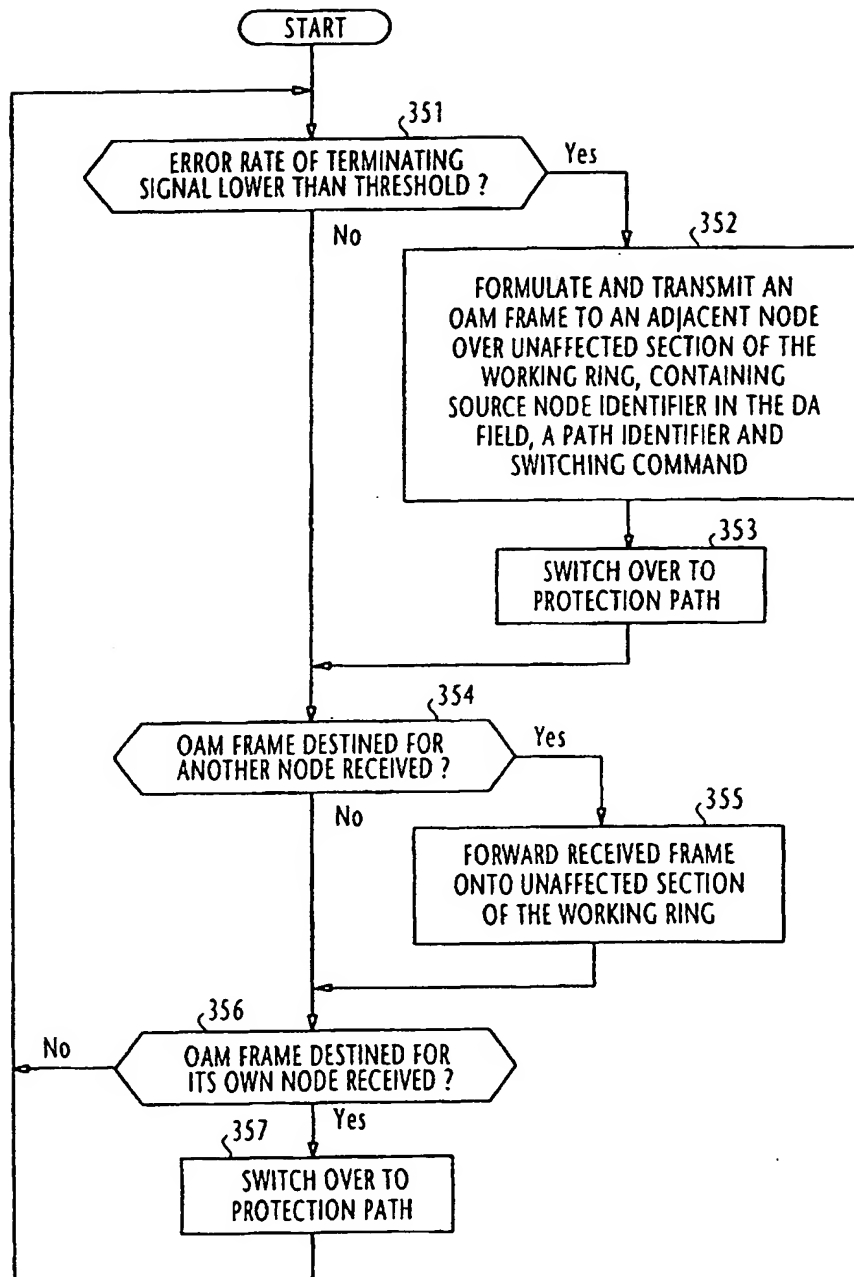 START
351
ERROR RATE OF TERMINATING
SIGNAL LOWER THAN THRESHOLD ?
Yes
No
352
FORMULATE AND TRANSMIT AN
OAM FRAME TO AN ADJACENT NODE
OVER UNAFFECTED SECTION OF THE
WORKING RING, CONTAINING
SOURCE NODE IDENTIFIER IN THE DA
FIELD, A PATH IDENTIFIER AND
SWITCHING COMMAND
353
SWITCH OVER TO
PROTECTION PATH
354
OAM FRAME DESTINED FOR
ANOTHER NODE RECEIVED ?
Yes
No
355
FORWARD RECEIVED FRAME
ONTO UNAFFECTED SECTION
OF THE WORKING RING
356
No
OAM FRAME DESTINED FOR
ITS OWN NODE RECEIVED ?
Yes
357
SWITCH OVER TO
PROTECTION PATH